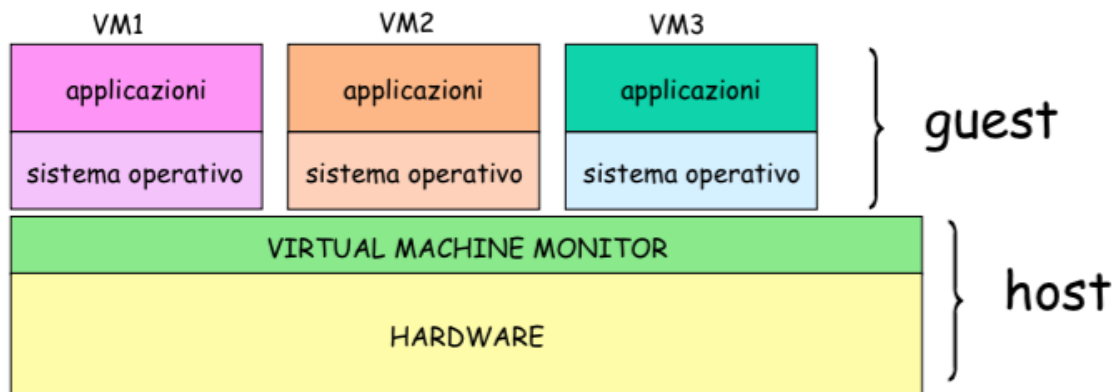 VM1 VM2 VM3
applicazioni applicazioni applicazioni
guest
sistema operativo sistema operativo sistema operativo
VIRTUAL MACHINE MONITOR
host
HARDWARE